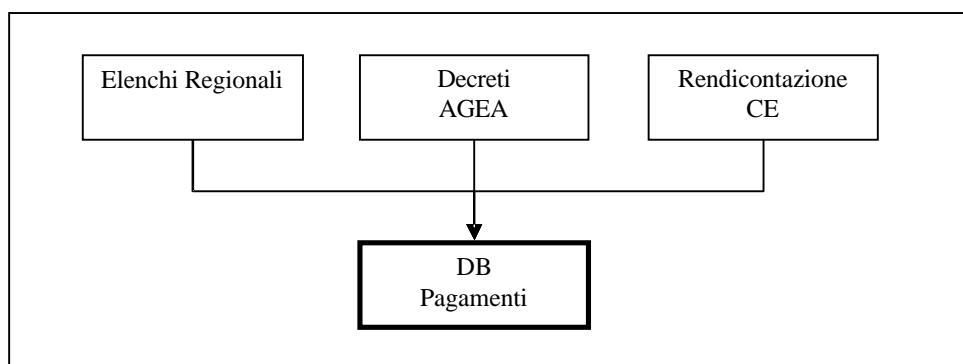 Elenchi Regionali
Decreti
AGEA
Rendicontazione
CE
DB
Pagamenti